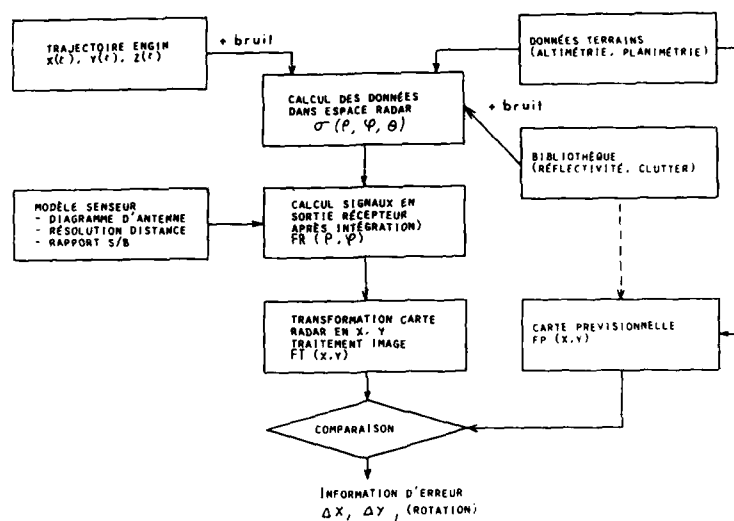 TRAJECTOIRE ENGIN
X(t), Y(t), Z(t)
+ bruit
DONNÉES TERRAINS
(ALTIMÉTRIE, PLANIMÉTRIE)
CALCUL DES DONNÉES
DANS ESPACE RADAR
σ (ρ, φ, θ)
+ bruit
BIBLIOTHÈQUE
(RÉFLECTIVITÉ, CLUTTER)
MODÈLE SENSEUR
- DIAGRAMME D'ANTENNE
- RÉSOLUTION DISTANCE
- RAPPORT S/B
CALCUL SIGNAUX EN
SORTIE RÉCEPTEUR
APRÈS INTÉGRATION)
FR (ρ, φ)
TRANSFORMATION CARTE
RADAR EN X, Y
TRAITEMENT IMAGE
FT (X,Y)
CARTE PREVISIONNELLE
FP (X,Y)
COMPARAISON
INFORMATION D'ERREUR
ΔX, ΔY, (ROTATION)